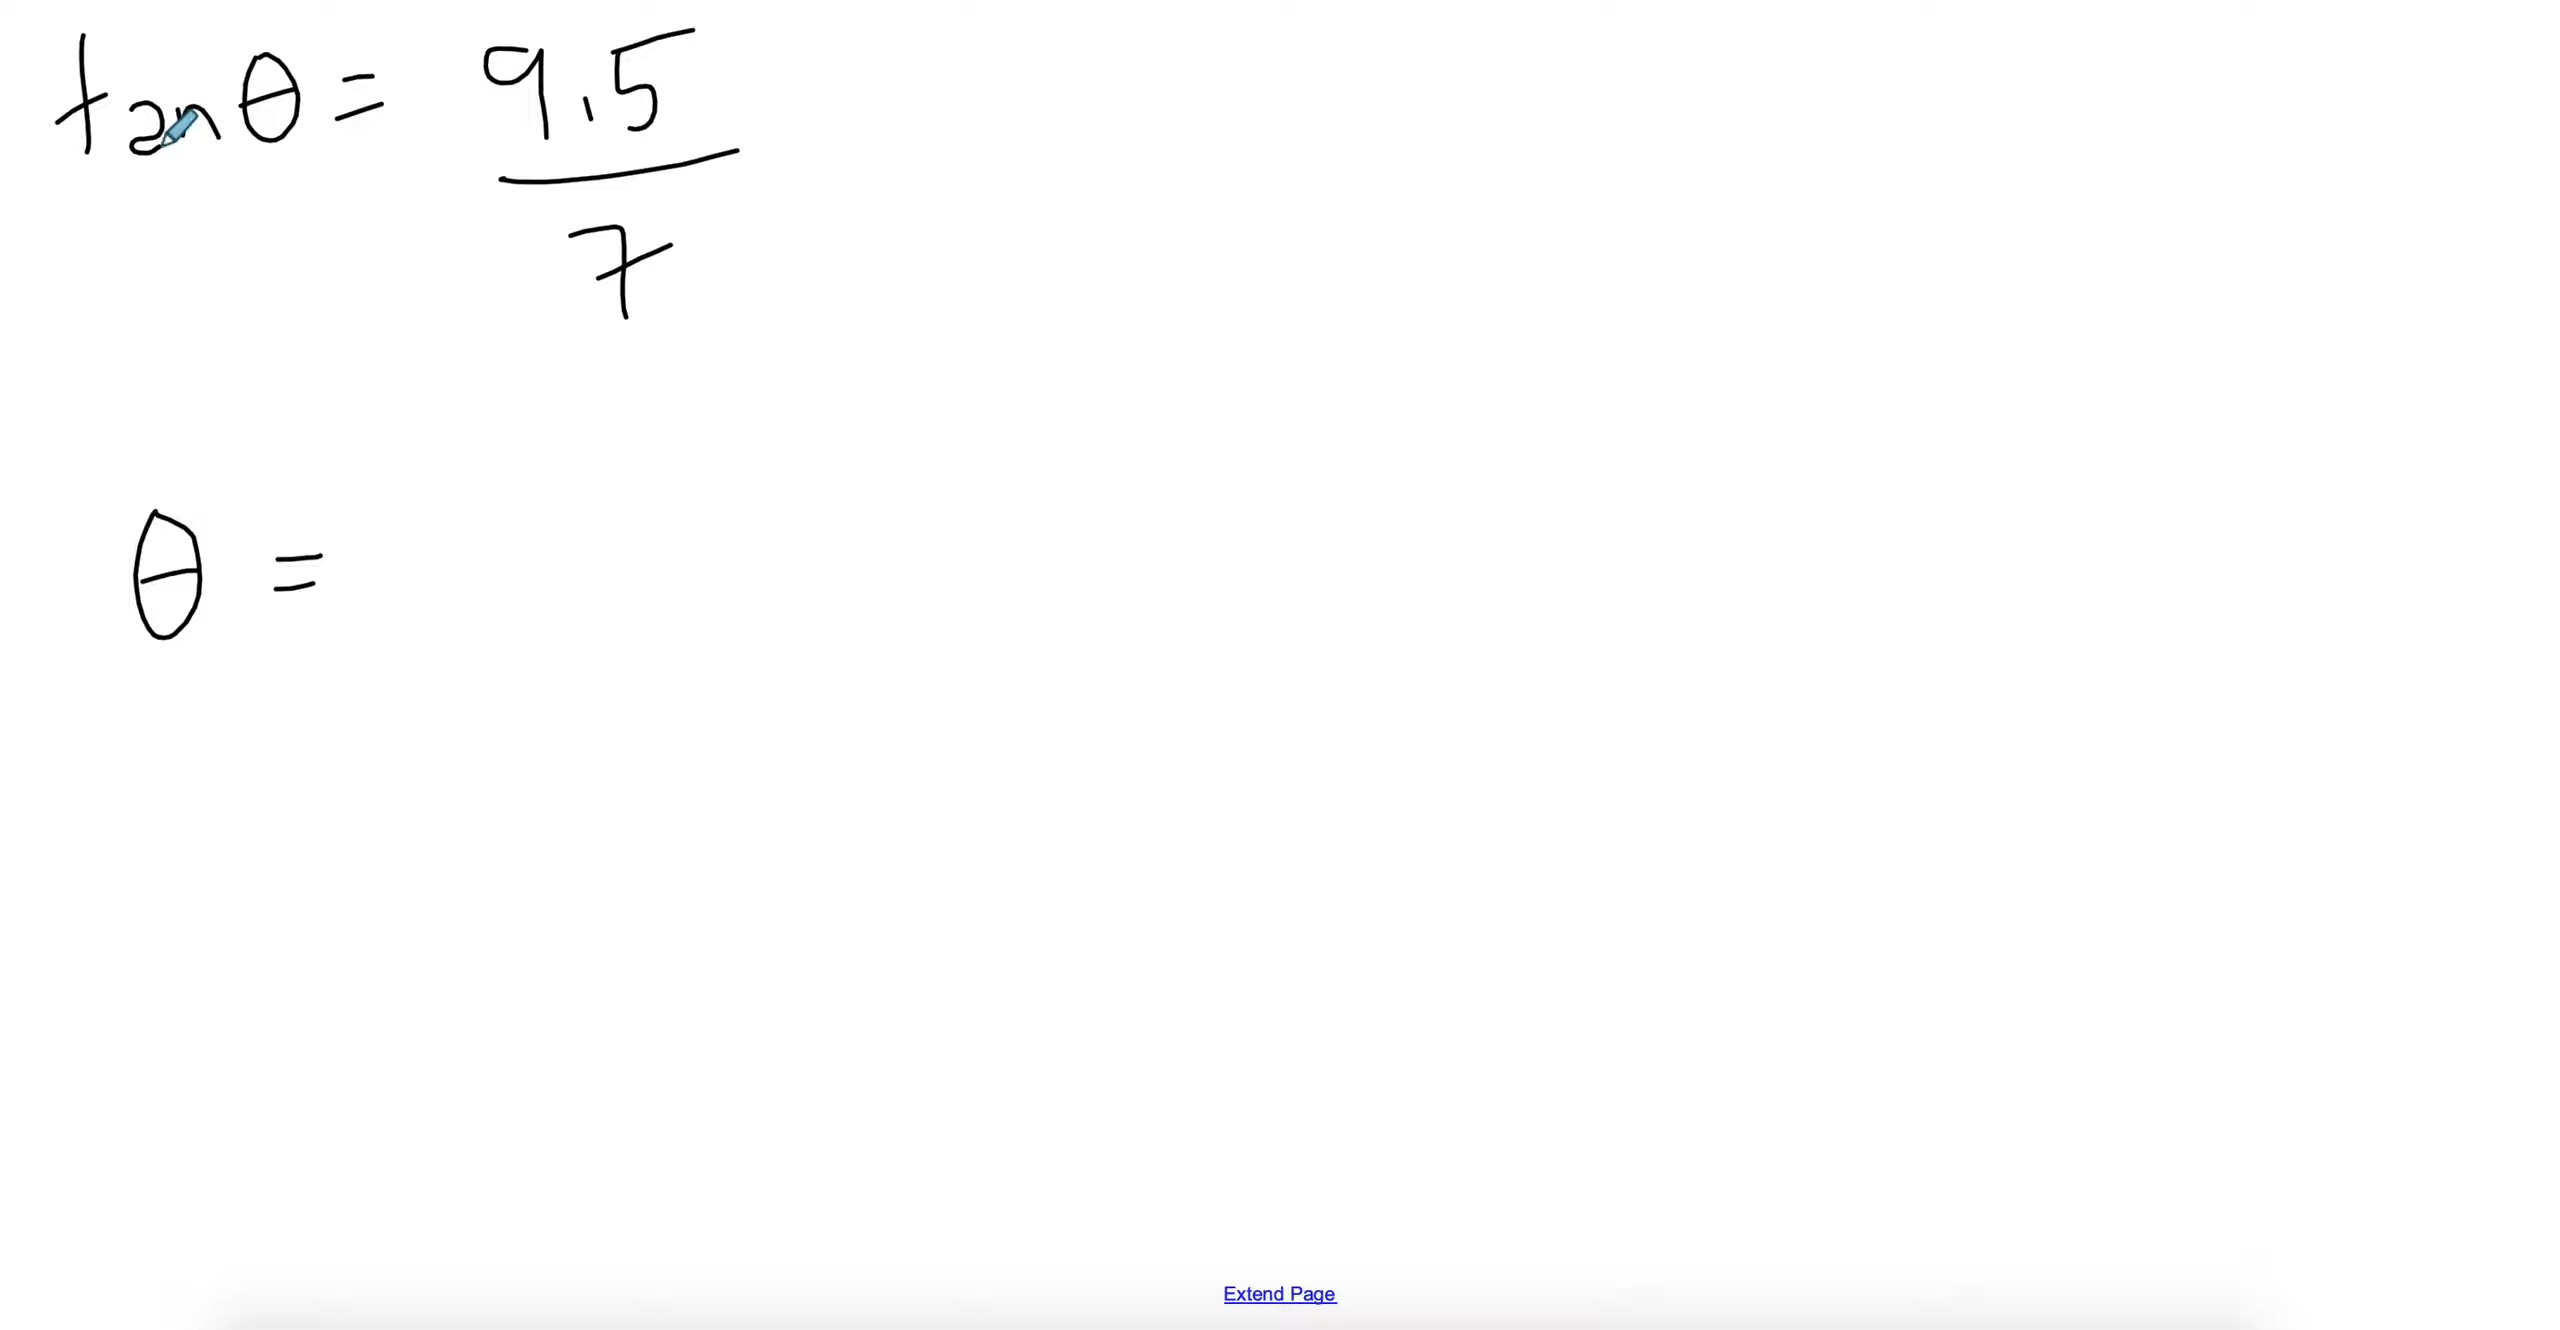 tanθ = 9.5
7
θ =
Extend Page